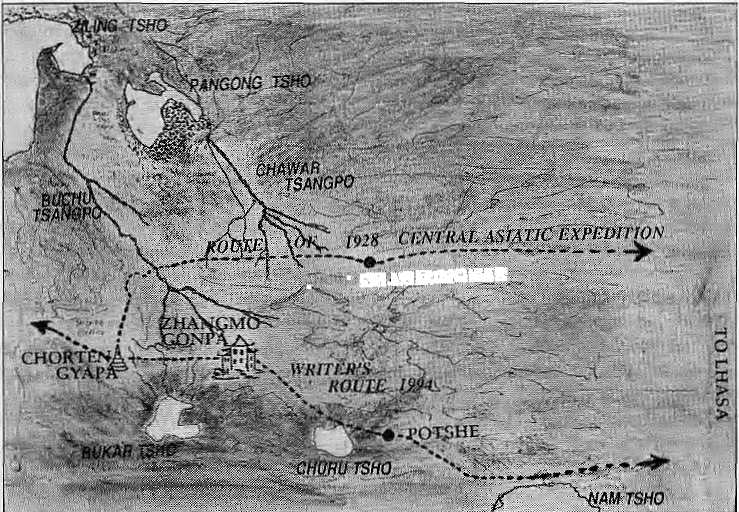 ZILING TSHO
PANGONG TSHO
CHAWAR
TSANGPO
BUCHU
TSANGPO
ROUTE OF 1928 CENTRAL ASIATIC EXPEDITION
ZHANGMO
GONPA
CHORTEN
GYAPA
WRITER'S
ROUTE 1994
TO LHASA
POTSHE
BUKAR TSHO
CHURU TSHO
NAM TSHO